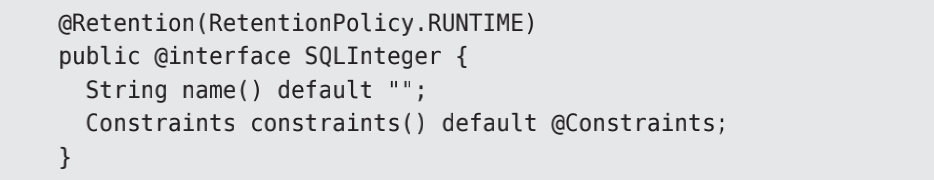 @Retention(RetentionPolicy.RUNTIME)
public @interface SQLInteger {
  String name() default "";
  Constraints constraints() default @Constraints;
}